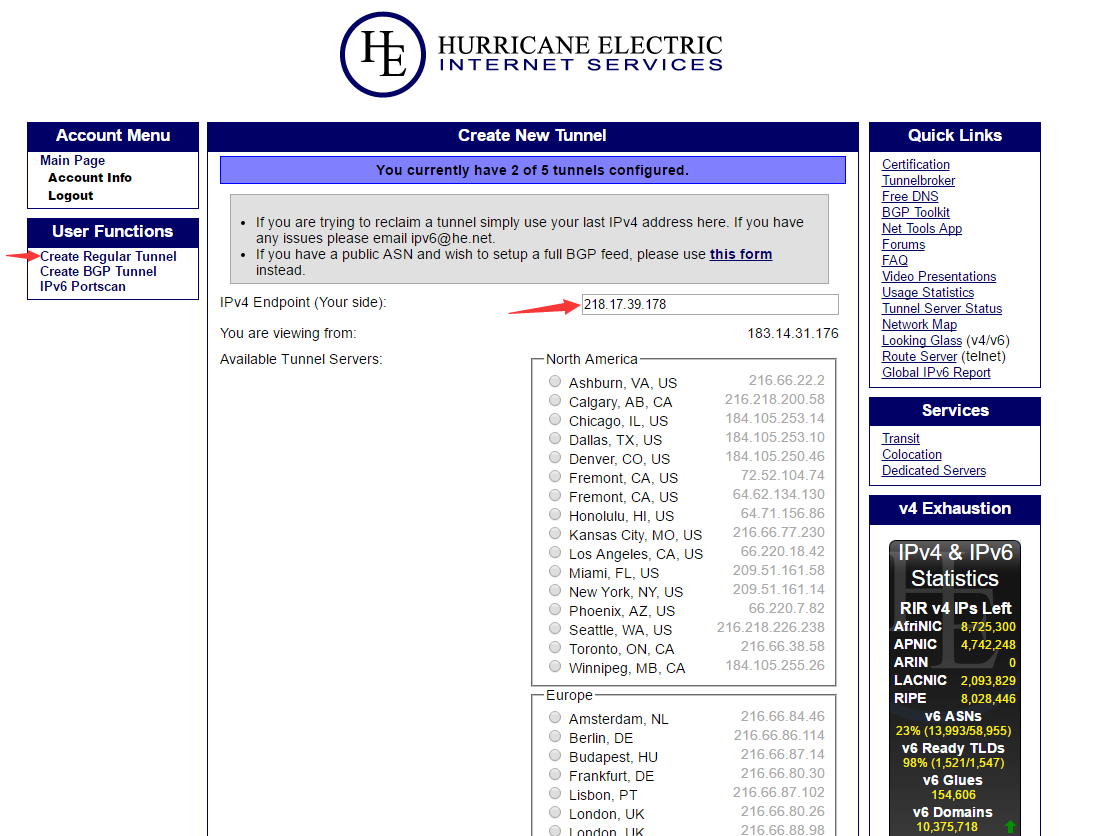 HE
HURRICANE ELECTRIC
INTERNET SERVICES
Account Menu
Main Page
Account Info
Logout
User Functions
Create Regular Tunnel
Create BGP Tunnel
IPv6 Portscan
Create New Tunnel
You currently have 2 of 5 tunnels configured.
• If you are trying to reclaim a tunnel simply use your last IPv4 address here. If you have
any issues please email ipv6@he.net.
• If you have a public ASN and wish to setup a full BGP feed, please use this form
instead.
IPv4 Endpoint (Your side): 218.17.39.178
You are viewing from: 183.14.31.176
Available Tunnel Servers:
North America
Ashburn, VA, US 216.66.22.2
Calgary, AB, CA 216.218.200.58
Chicago, IL, US 184.105.253.14
Dallas, TX, US 184.105.253.10
Denver, CO, US 184.105.250.46
Fremont, CA, US 72.52.104.74
Fremont, CA, US 64.62.134.130
Honolulu, HI, US 64.71.156.86
Kansas City, MO, US 216.66.77.230
Los Angeles, CA, US 66.220.18.42
Miami, FL, US 209.51.161.58
New York, NY, US 209.51.161.14
Phoenix, AZ, US 66.220.7.82
Seattle, WA, US 216.218.226.238
Toronto, ON, CA 216.66.38.58
Winnipeg, MB, CA 184.105.255.26
Europe
Amsterdam, NL 216.66.84.46
Berlin, DE 216.66.86.114
Budapest, HU 216.66.87.14
Frankfurt, DE 216.66.80.30
Lisbon, PT 216.66.87.102
London, UK 216.66.80.26
London, UK 216.66.88.98
Quick Links
Certification
Tunnelbroker
Free DNS
BGP Toolkit
Net Tools App
Forums
FAQ
Video Presentations
Usage Statistics
Tunnel Server Status
Network Map
Looking Glass (v4/v6)
Route Server (telnet)
Global IPv6 Report
Services
Transit
Colocation
Dedicated Servers
v4 Exhaustion
IPv4 & IPv6
Statistics
RIR v4 IPs Left
AfriNIC 8,725,300
APNIC 4,742,248
ARIN 0
LACNIC 2,093,829
RIPE 8,028,446
v6 ASNs
23% (13,993/58,955)
v6 Ready TLDs
98% (1,521/1,547)
v6 Glues
154,606
v6 Domains
10,375,718